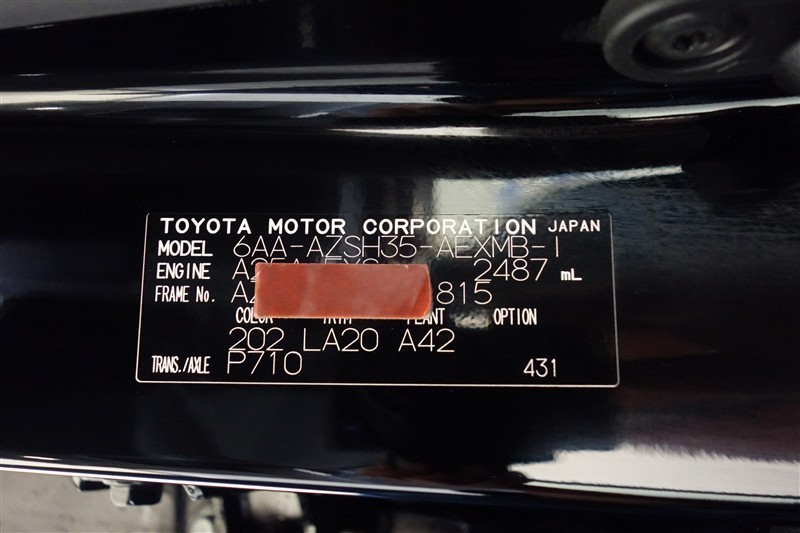 TOYOTA MOTOR CORPORATION JAPAN
MODEL 6AA-AZSH35-AEXMB-1
ENGINE 2487 mL
FRAME No. AZ 815
COLOR TRIM PLANT OPTION
202 LA20 A42
TRANS./AXLE P710 431